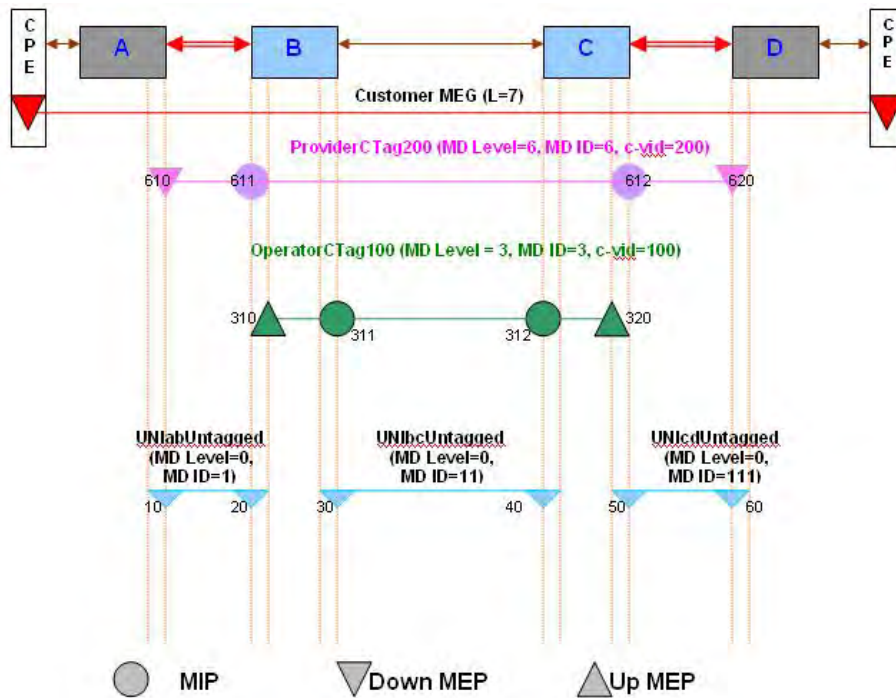 C
P
E
A
B
C
D
C
P
E
Customer MEG (L=7)
ProviderCTag200 (MD Level=6, MD ID=6, c-vid=200)
610
611
612
620
OperatorCTag100 (MD Level = 3, MD ID=3, c-vid=100)
310
311
312
320
UNIabUntagged
(MD Level=0,
MD ID=1)
UNIbcUntagged
(MD Level=0,
MD ID=11)
UNIcdUntagged
(MD Level=0,
MD ID=111)
10
20
30
40
50
60
MIP
Down MEP
Up MEP